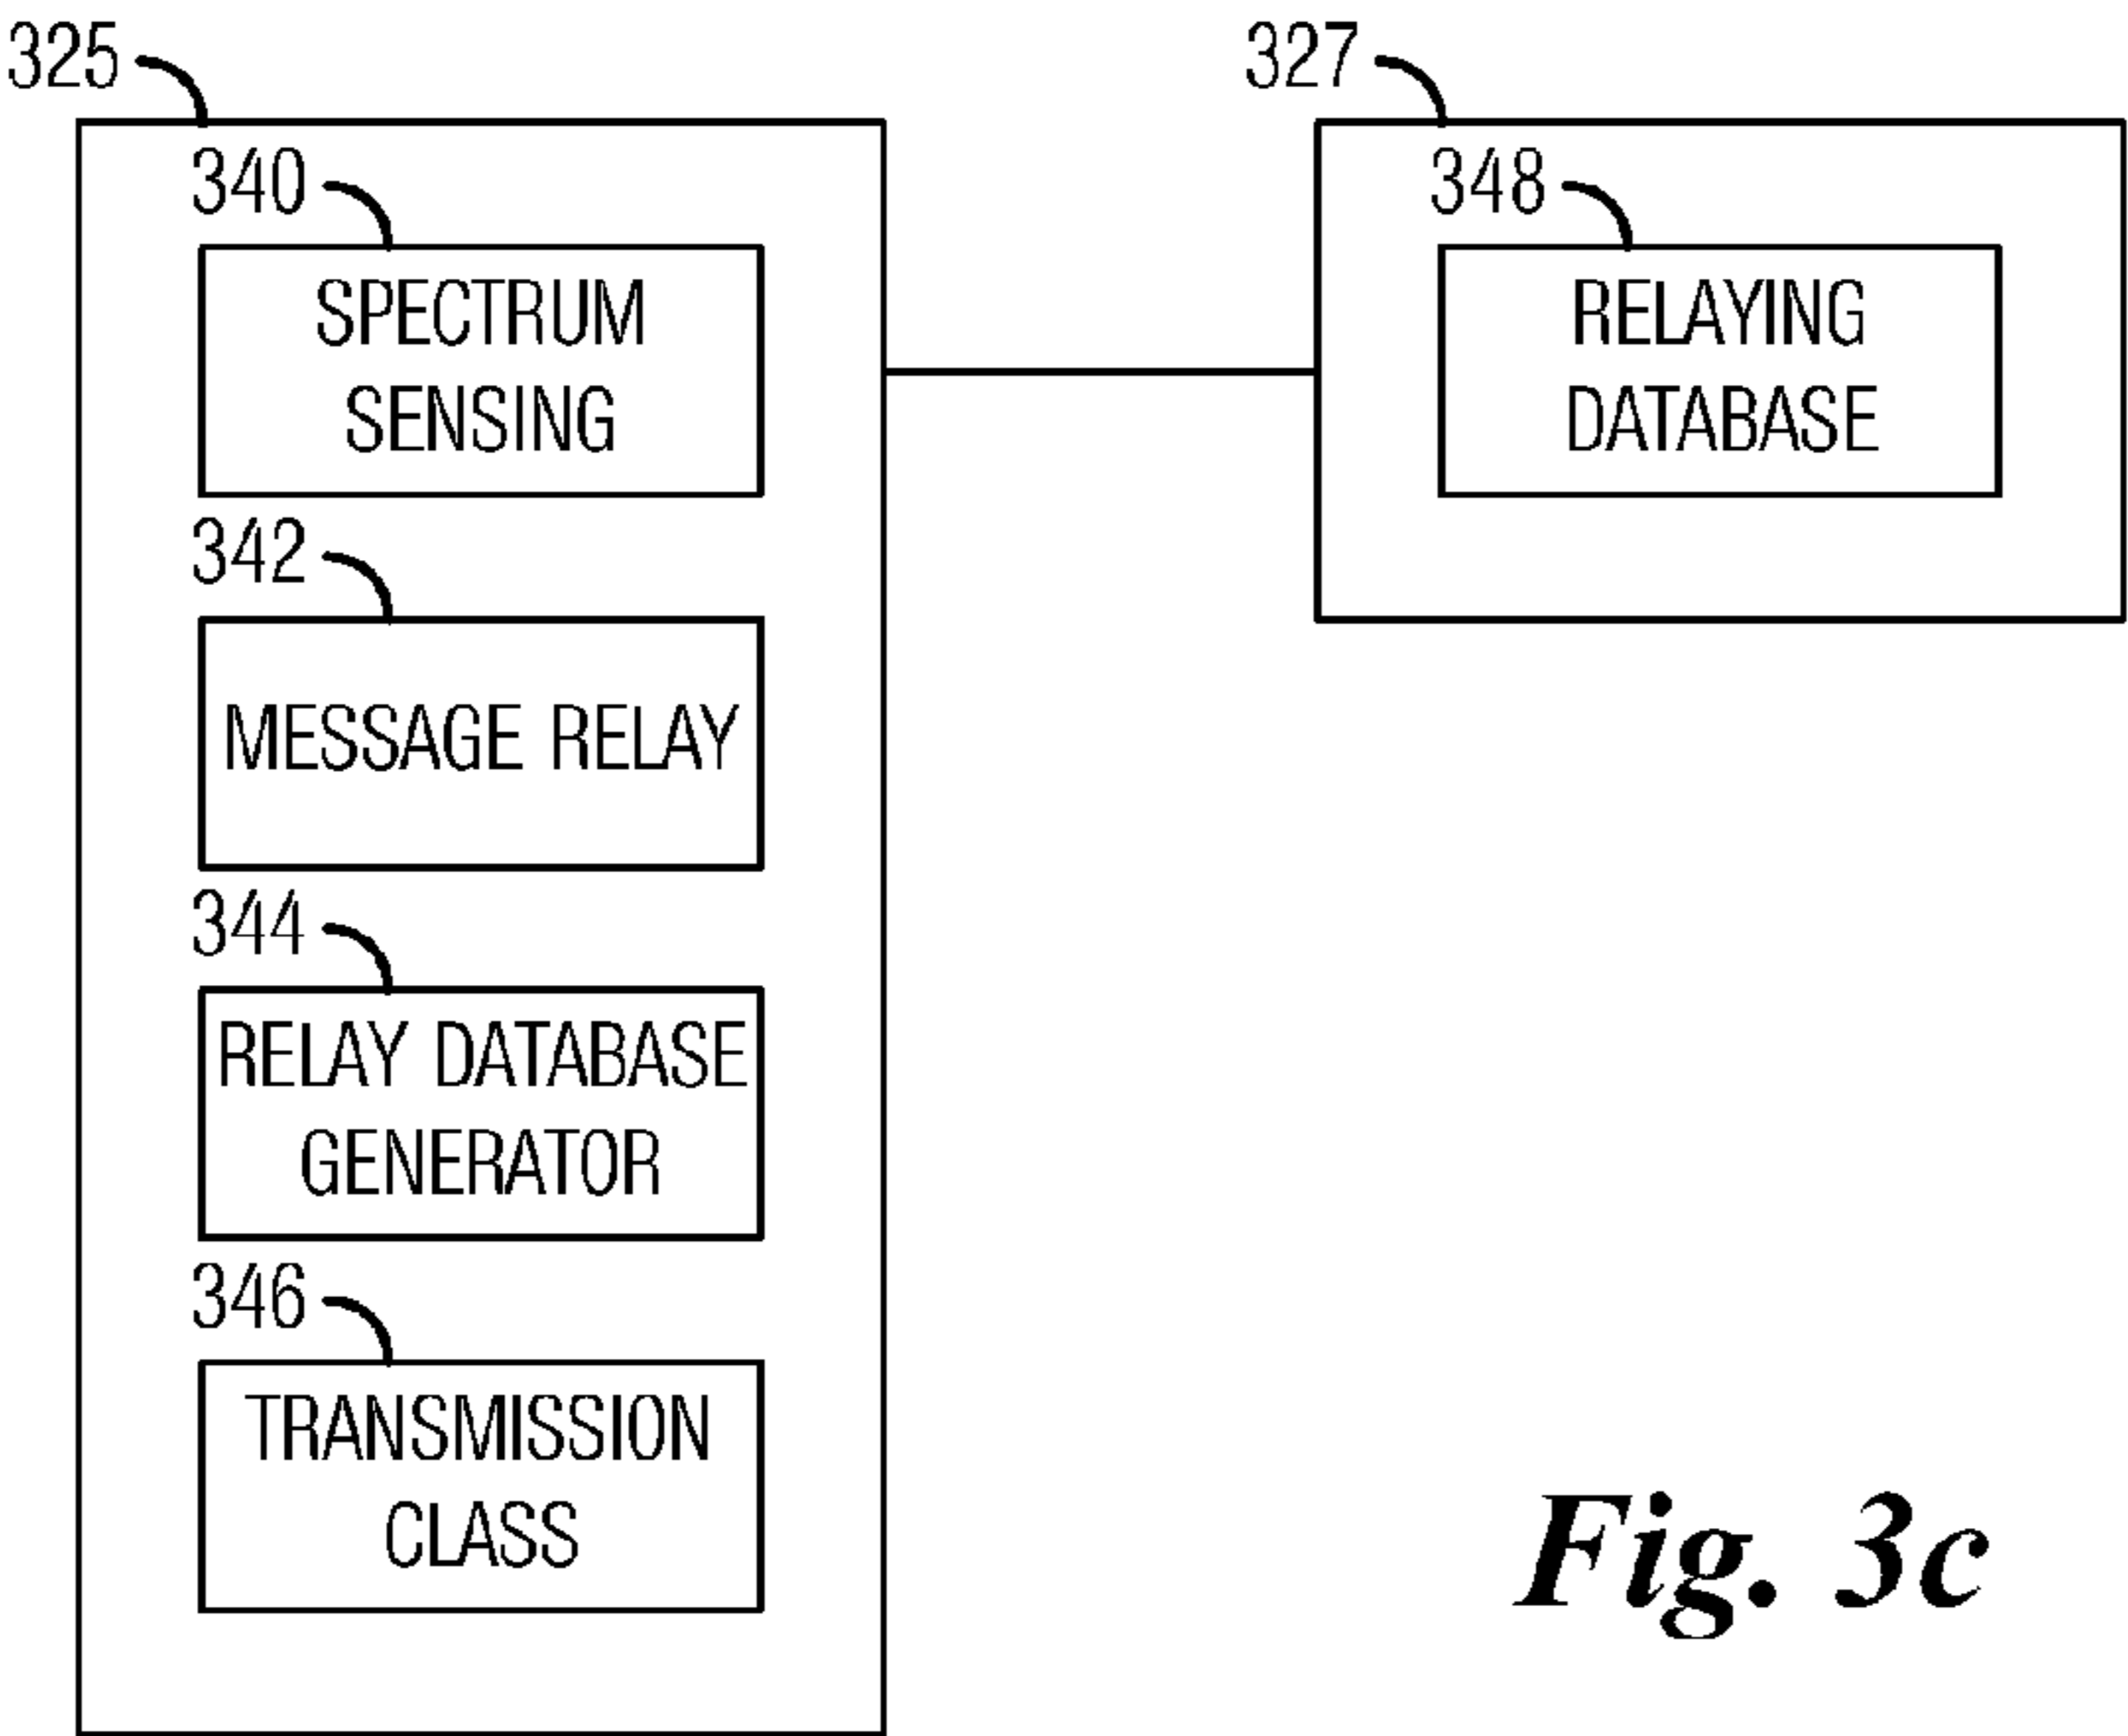 325
340
SPECTRUM
SENSING
342
MESSAGE RELAY
344
RELAY DATABASE
GENERATOR
346
TRANSMISSION
CLASS
327
348
RELAYING
DATABASE
Fig. 3c